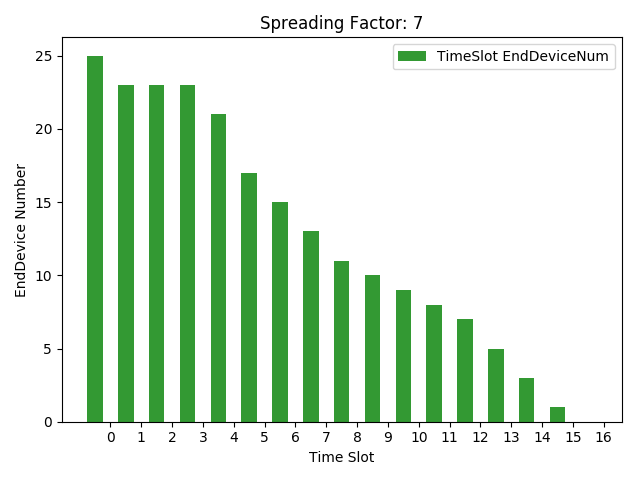 Spreading Factor: 7
TimeSlot EndDeviceNum
EndDevice Number
25
20
15
10
5
0
0 1 2 3 4 5 6 7 8 9 10 11 12 13 14 15 16
Time Slot